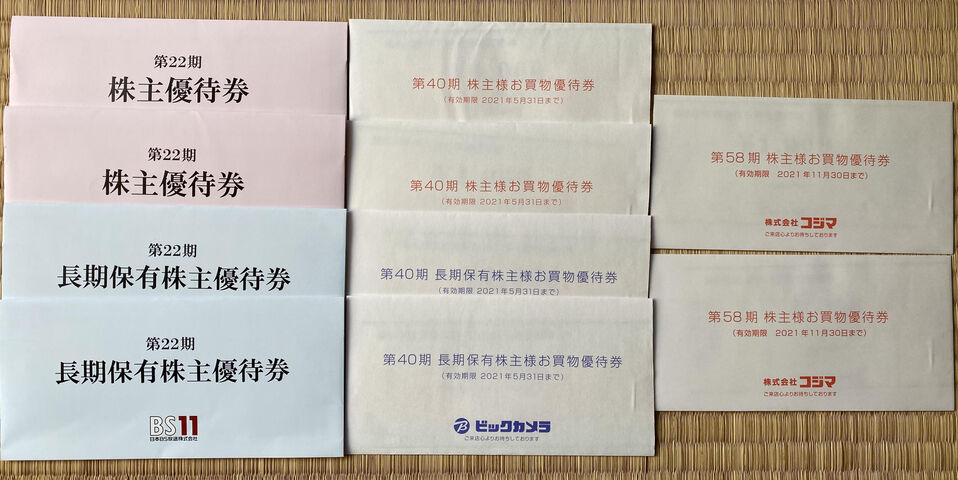 第22期
株主優待券
第22期
株主優待券
第22期
長期保有株主優待券
第22期
長期保有株主優待券
BS11
日本BS放送株式会社
第40期 株主様お買物優待券
(有効期限 2021年5月31日まで)
第40期 株主様お買物優待券
(有効期限 2021年5月31日まで)
第40期 長期保有株主様お買物優待券
(有効期限 2021年5月31日まで)
第40期 長期保有株主様お買物優待券
(有効期限 2021年5月31日まで)
B ビックカメラ
ご来店心よりお待ちしております
第58期 株主様お買物優待券
(有効期限 2021年11月30日まで)
株式会社 コジマ
ご来店心よりお待ちしております
第58期 株主様お買物優待券
(有効期限 2021年11月30日まで)
株式会社 コジマ
ご来店心よりお待ちしております